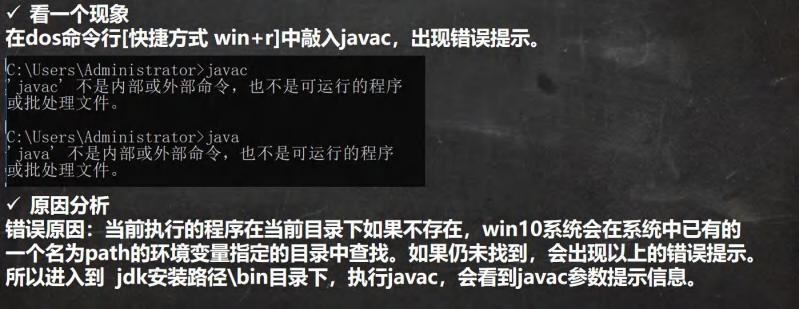 ✓ 看一个现象
在dos命令行[快捷方式 win+r]中敲入javac，出现错误提示。
C:\Users\Administrator>javac
'javac' 不是内部或外部命令，也不是可运行的程序
或批处理文件。
C:\Users\Administrator>java
'java' 不是内部或外部命令，也不是可运行的程序
或批处理文件。
✓ 原因分析
错误原因：当前执行的程序在当前目录下如果不存在，win10系统会在系统中已有的
一个名为path的环境变量指定的目录中查找。如果仍未找到，会出现以上的错误提示。
所以进入到 jdk安装路径\bin目录下，执行javac，会看到javac参数提示信息。